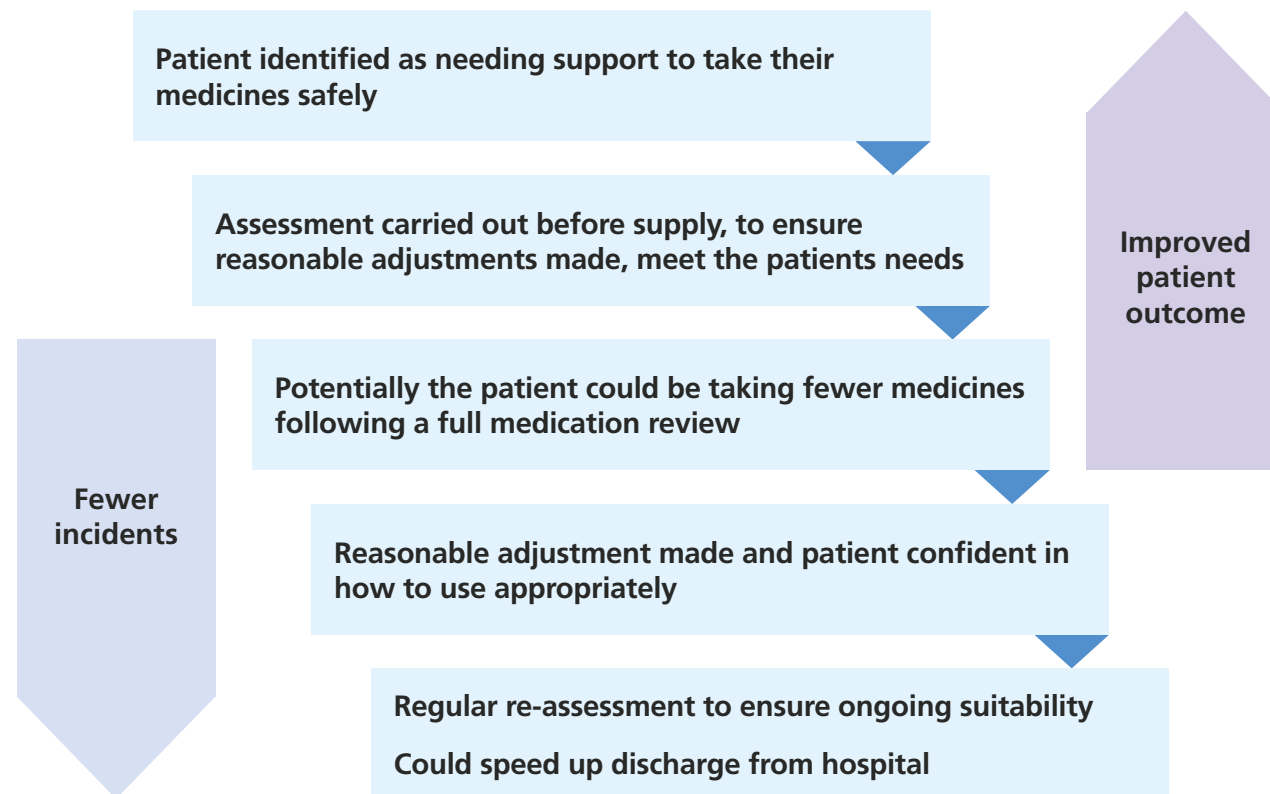 Patient identified as needing support to take their
medicines safely
Assessment carried out before supply, to ensure
reasonable adjustments made, meet the patients needs
Improved
patient
outcome
Potentially the patient could be taking fewer medicines
following a full medication review
Fewer
incidents
Reasonable adjustment made and patient confident in
how to use appropriately
Regular re-assessment to ensure ongoing suitability
Could speed up discharge from hospital